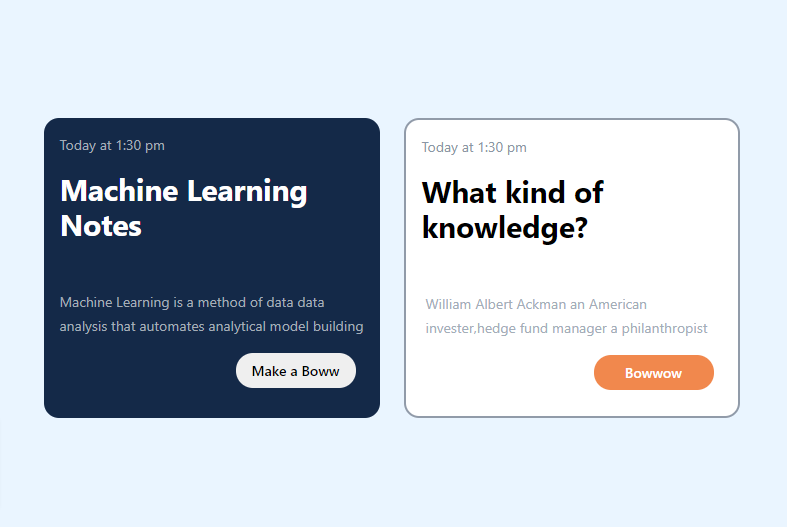 Today at 1:30 pm
Machine Learning
Notes
Machine Learning is a method of data data
analysis that automates analytical model building
Make a Boww
Today at 1:30 pm
What kind of
knowledge?
William Albert Ackman an American
invester,hedge fund manager a philanthropist
Bowwow